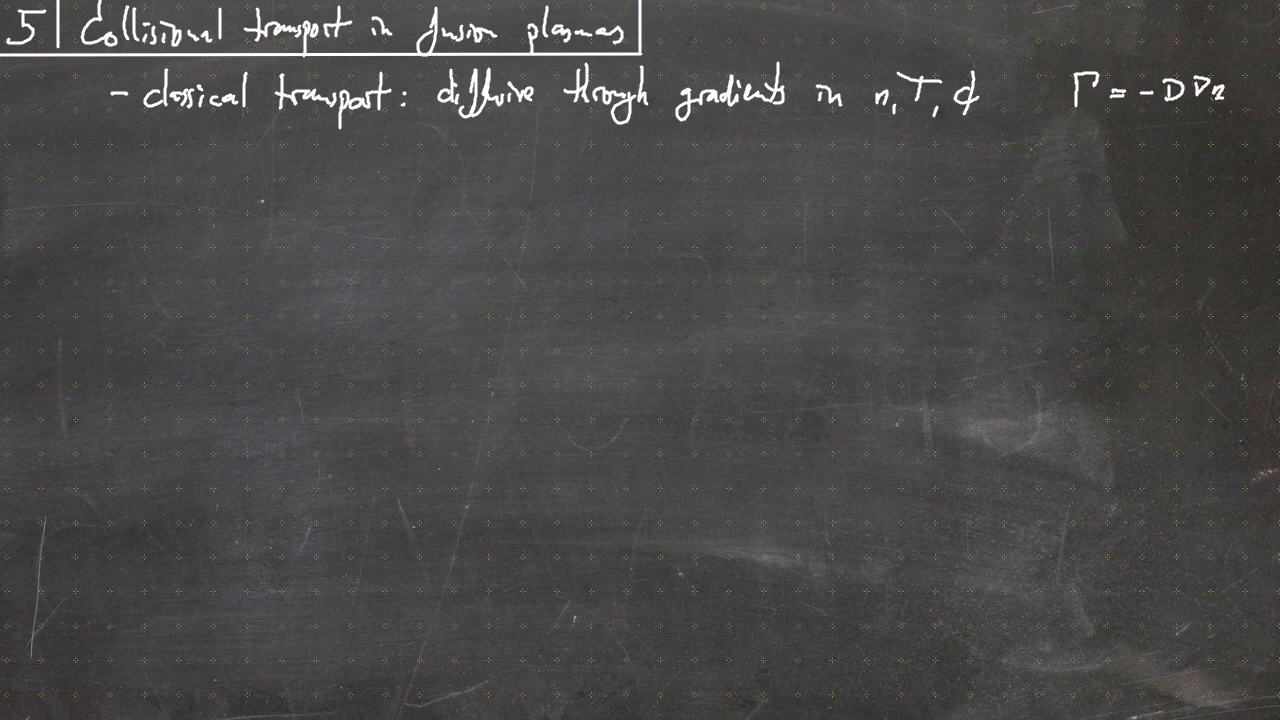 5 | Collisional transport in fusion plasmas
- classical transport: diffusive through gradients in n, T, ϕ Γ = - D ∇n